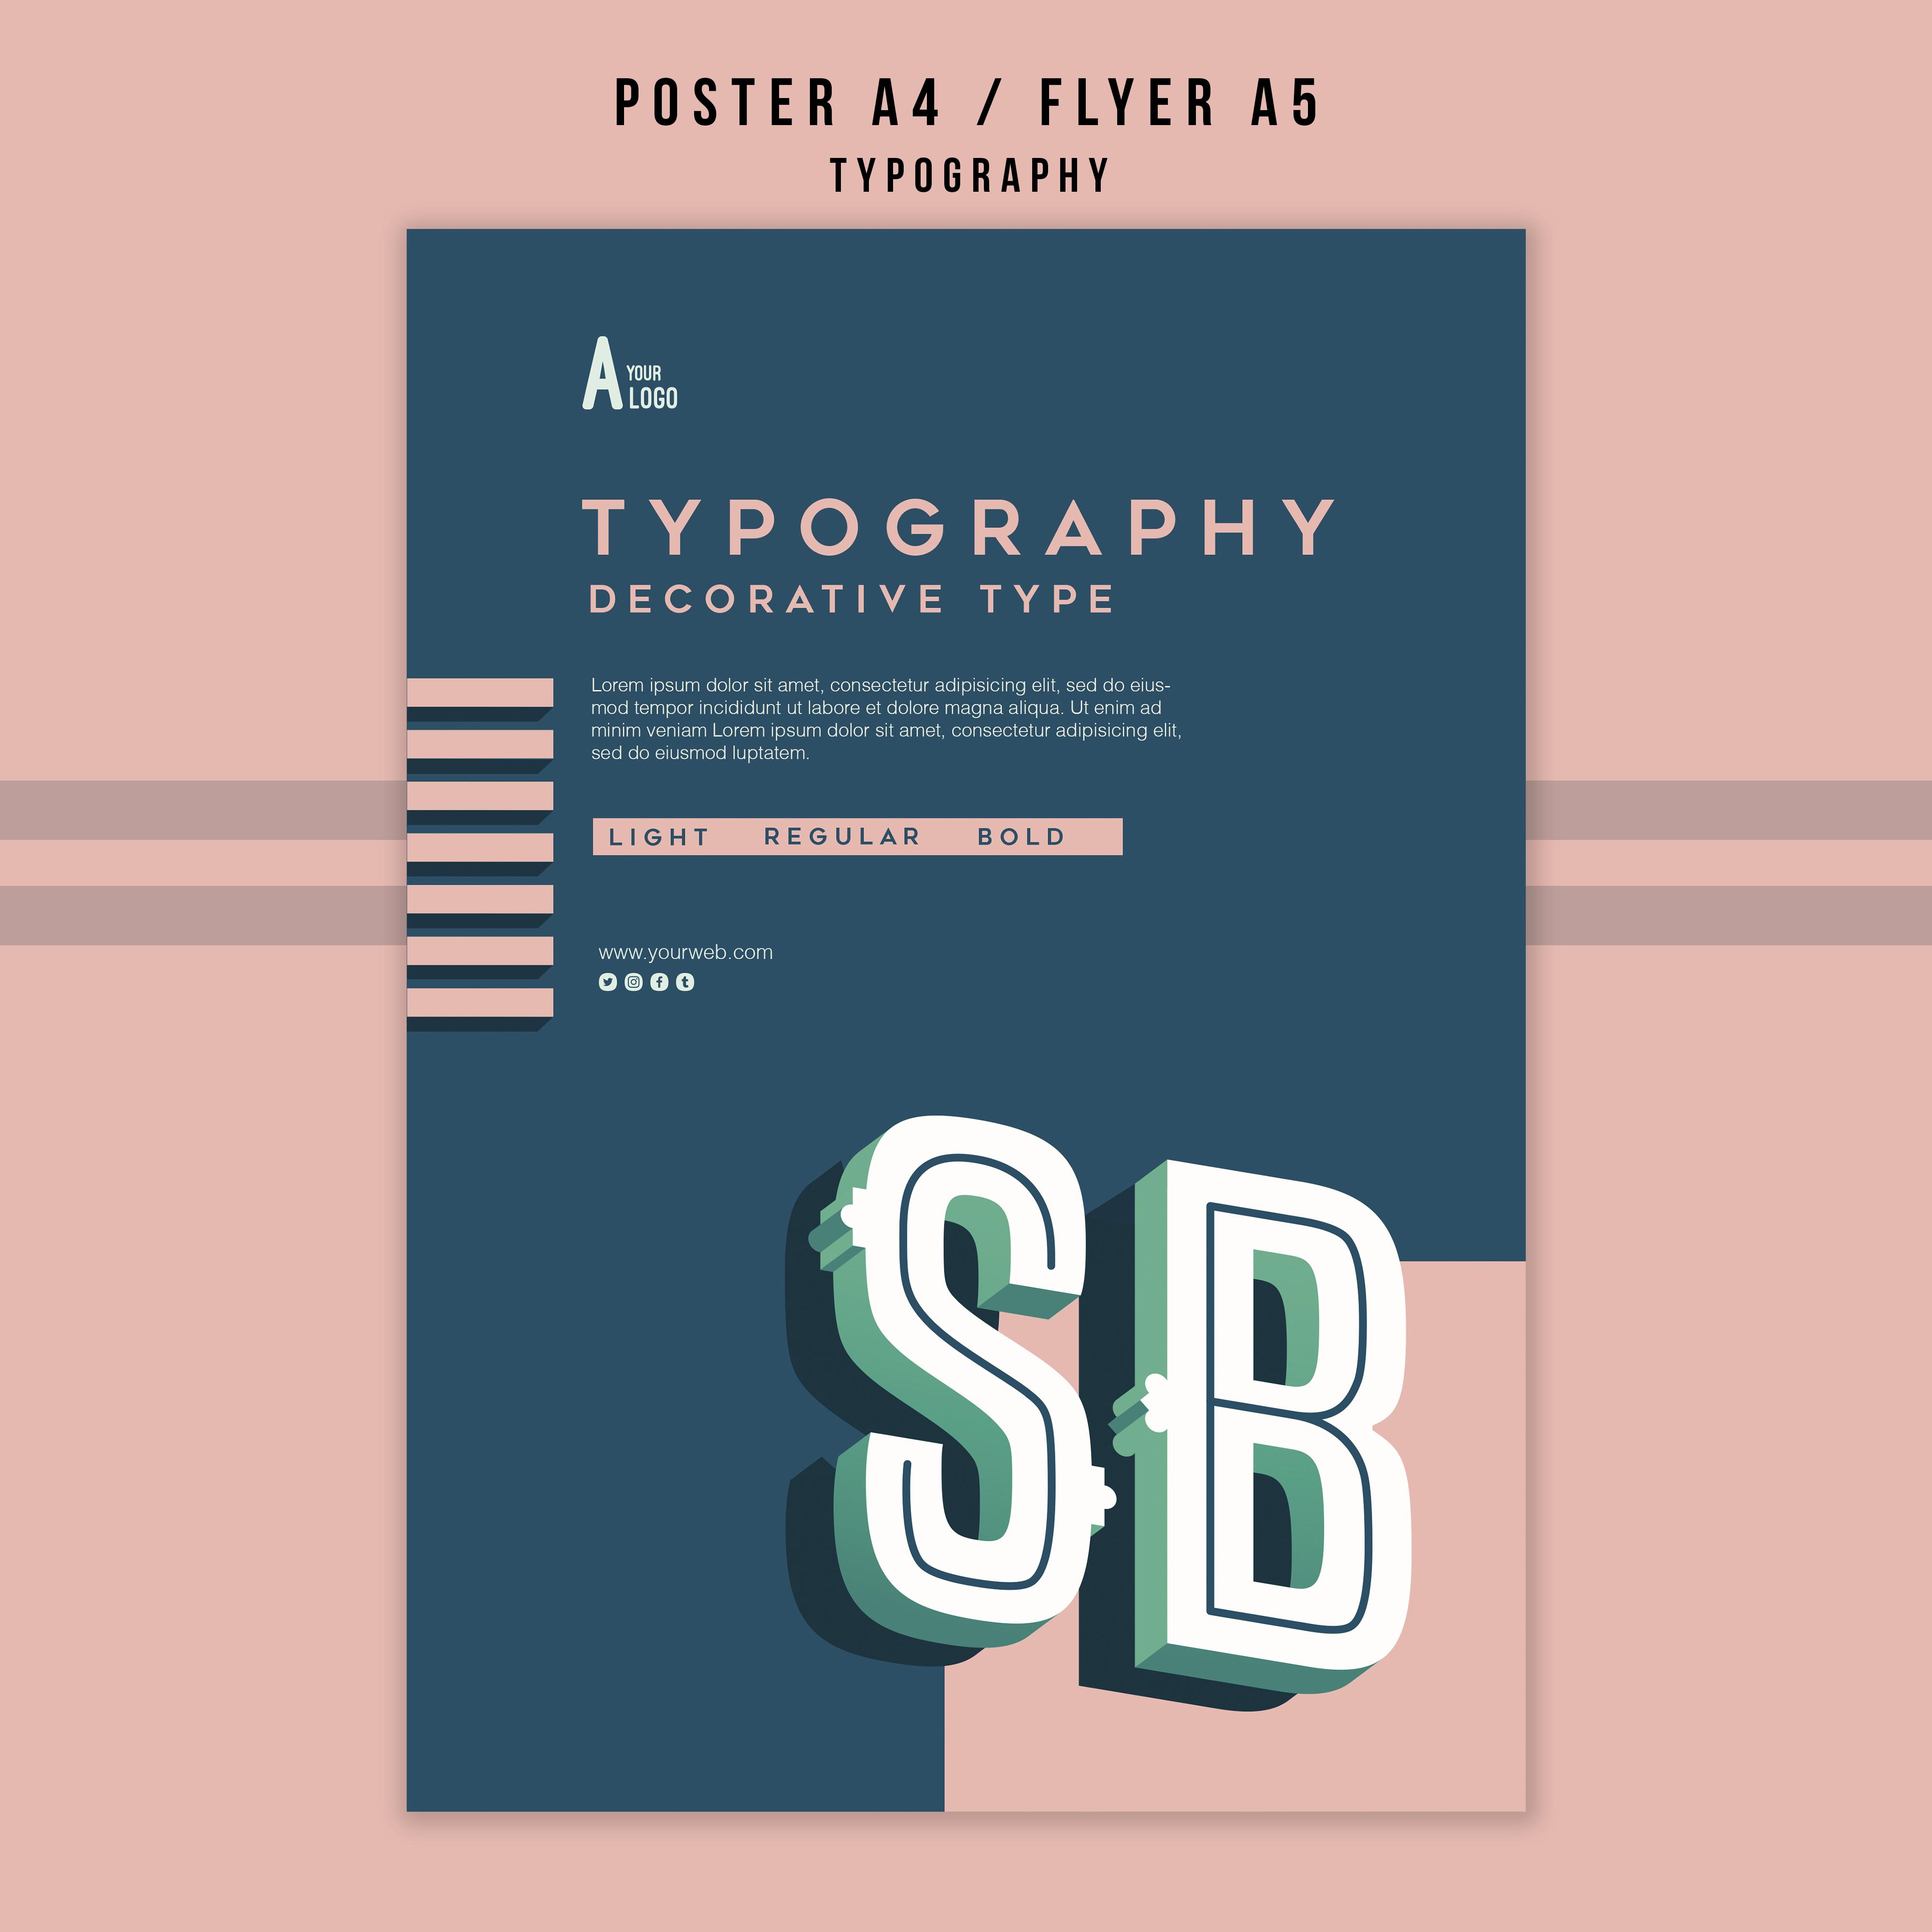 POSTER A4 / FLYER A5
TYPOGRAPHY
A YOUR
LOGO
TYPOGRAPHY
DECORATIVE TYPE
Lorem ipsum dolor sit amet, consectetur adipisicing elit, sed do eius-
mod tempor incididunt ut labore et dolore magna aliqua. Ut enim ad
minim veniam Lorem ipsum dolor sit amet, consectetur adipisicing elit,
sed do eiusmod luptatem.
LIGHT REGULAR BOLD
www.yourweb.com
SB